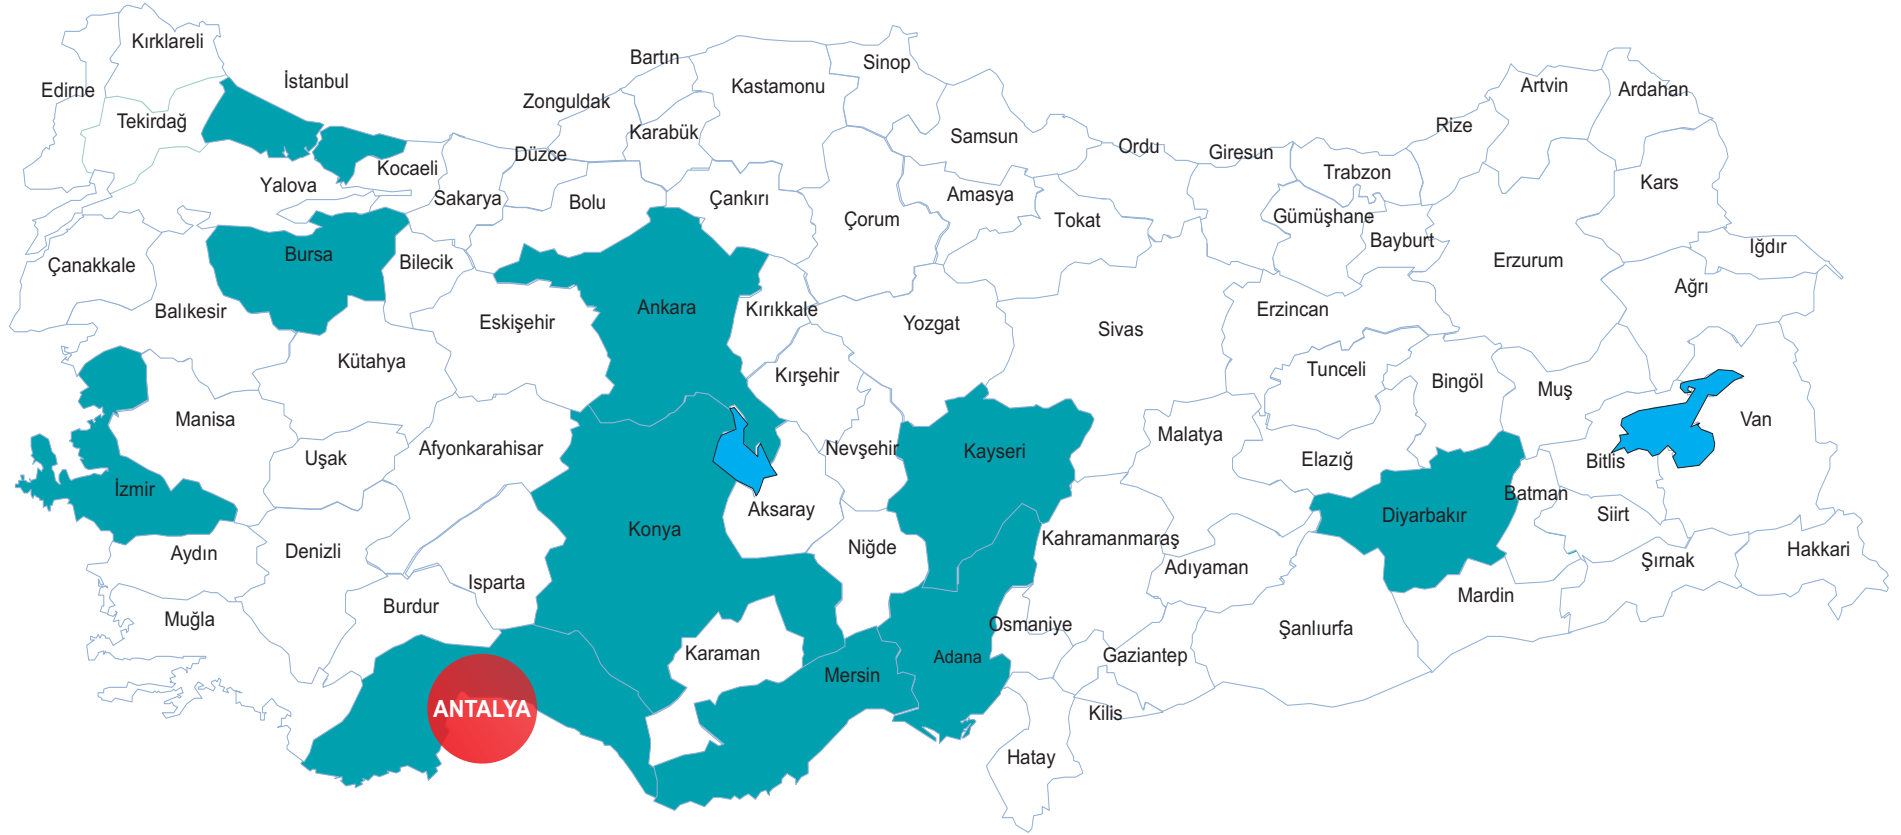 Kırklareli
Edirne
Tekirdağ
İstanbul
Kocaeli
Yalova
Sakarya
Düzce
Zonguldak
Bartın
Karabük
Kastamonu
Sinop
Samsun
Ordu
Giresun
Trabzon
Rize
Artvin
Ardahan
Kars
Iğdır
Ağrı
Erzurum
Bayburt
Gümüşhane
Tokat
Amasya
Çorum
Çankırı
Bolu
Bilecik
Bursa
Çanakkale
Balıkesir
Kütahya
Eskişehir
Ankara
Kırıkkale
Yozgat
Sivas
Erzincan
Tunceli
Bingöl
Muş
Van
Bitlis
Batman
Siirt
Diyarbakır
Elazığ
Malatya
Kayseri
Nevşehir
Kırşehir
Aksaray
Konya
Afyonkarahisar
Uşak
Manisa
İzmir
Aydın
Denizli
Muğla
Burdur
Isparta
ANTALYA
Karaman
Niğde
Mersin
Adana
Osmaniye
Kahramanmaraş
Adıyaman
Gaziantep
Kilis
Hatay
Şanlıurfa
Mardin
Şırnak
Hakkari